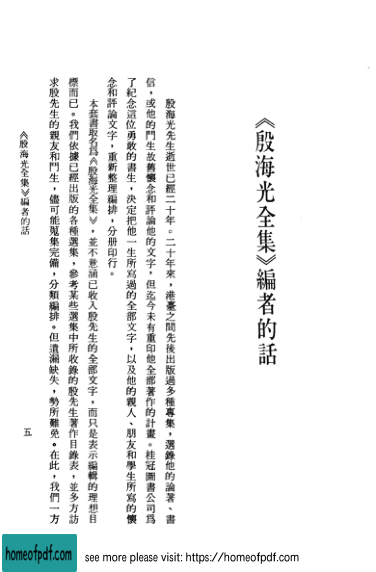 《殷海光全集》編者的話
殷海光先生逝世已經二十年。二十年來,港臺之間先後出版過多種專集,選錄他的論著、書
信,或他的門生故舊懷念和評論他的文字,但迄今未有重印他全部著作的計畫。桂冠圖書公司爲
了紀念這位勇敢的書生,決定把他一生所寫過的全部文字,以及他的親人、朋友和學生所寫的懷
念和評論文字,重新整理編排,分册印行。
本套書取名爲《殷海光全集》,並不意涵已收入殷先生的全部文字,而只是表示編輯的理想目
標而已。我們依據已經出版的各種選集,參考某些選集中所收錄的殷先生著作目錄表,並多方訪
求殷先生的親友和門生,儘可能蒐集完備,分類編排。但遺漏缺失,勢所難免。在此,我們一方
《殷海光全集》編者的話
五
homeofpdf.com
see more please visit: https://homeofpdf.com